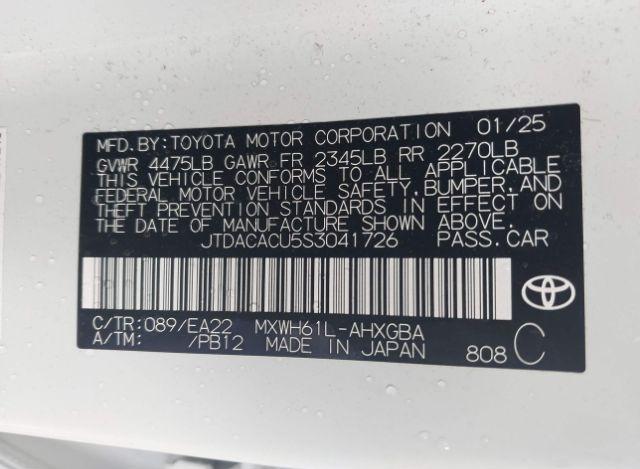 MFD.BY:TOYOTA MOTOR CORPORATION 01/25
GVWR 4475LB GAWR FR 2345LB RR 2270LB
THIS VEHICLE CONFORMS TO ALL APPLICABLE
FEDERAL MOTOR VEHICLE SAFETY,BUMPER,AND
THEFT PREVENTION STANDARDS IN EFFECT ON
THE DATE OF MANUFACTURE SHOWN ABOVE.
JTDACACU5S3041726 PASS.CAR
C/TR:089/EA22 MXWH61L-AHXGBA
A/TM: /PB12 MADE IN JAPAN 808 C